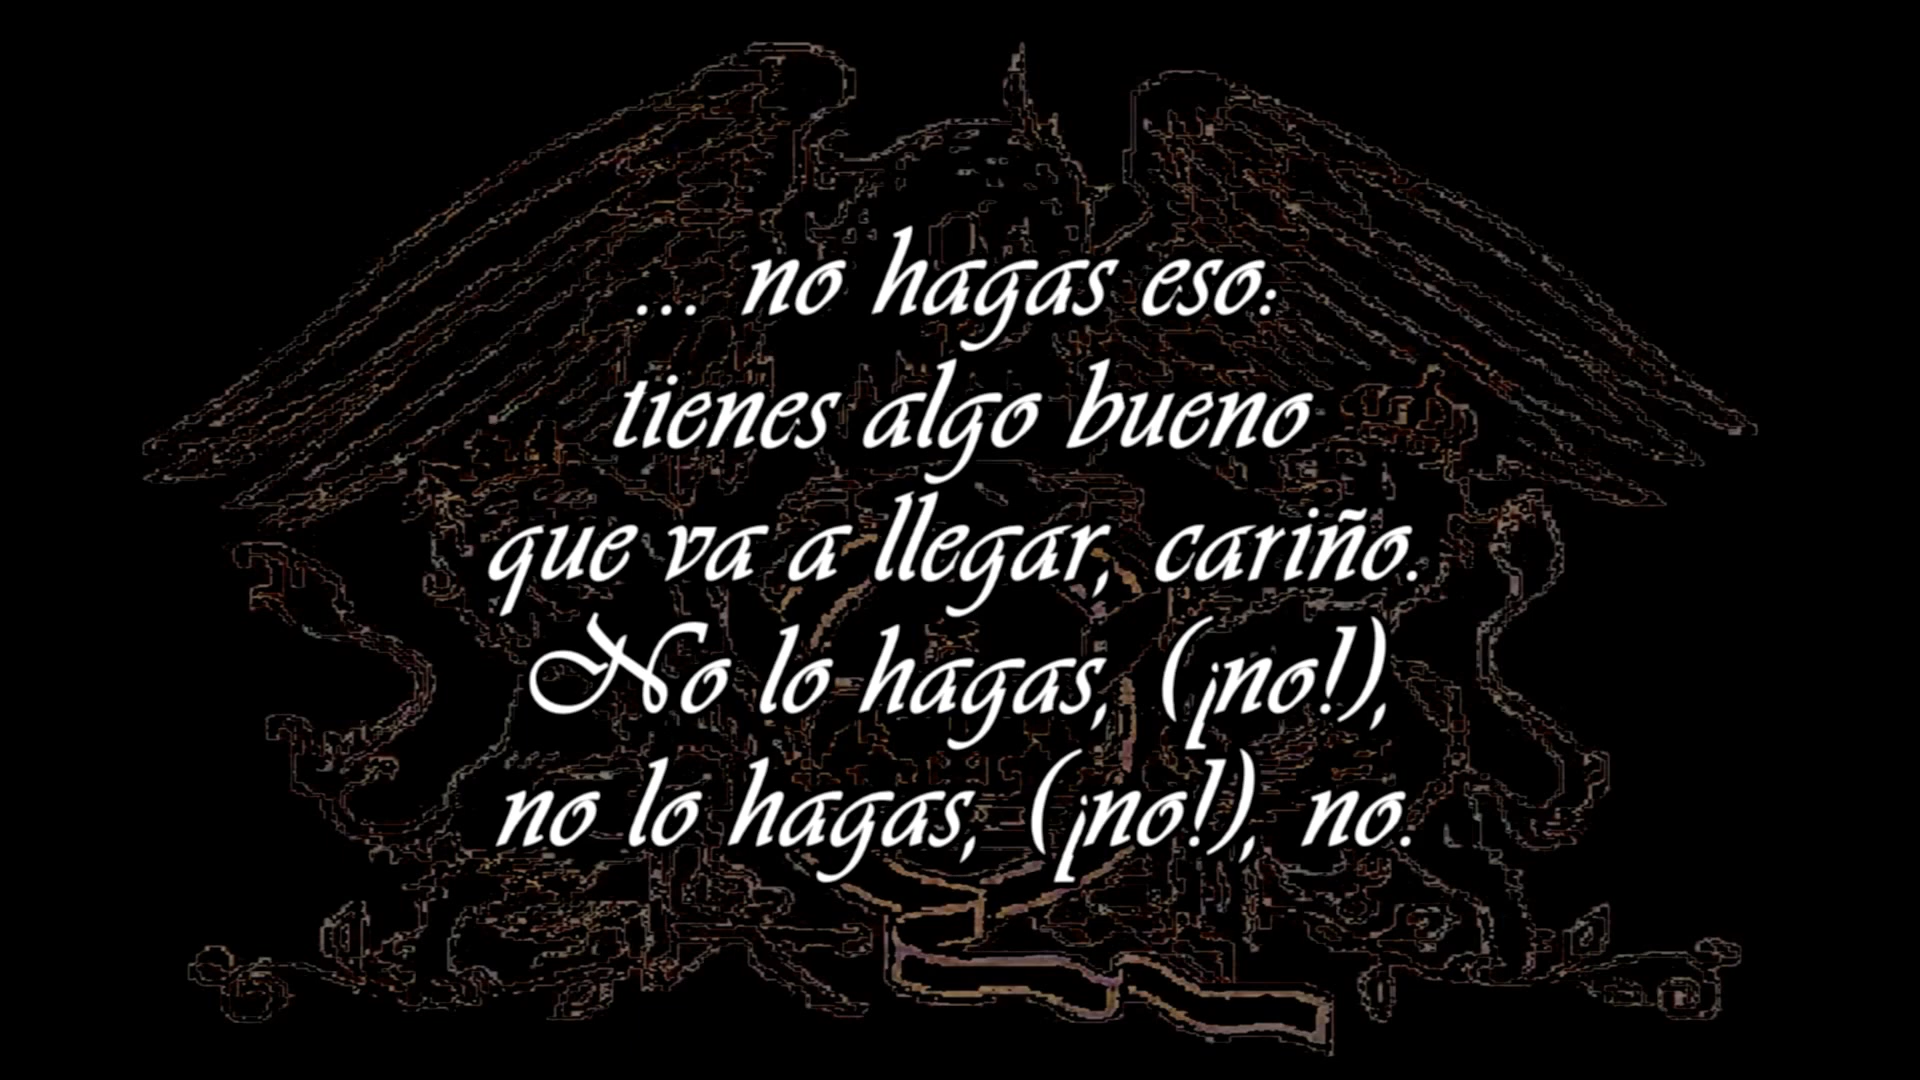 ... no hagas eso:
tienes algo bueno
que va a llegar, cariño.
No lo hagas, (¡no!),
no lo hagas, (¡no!), no.